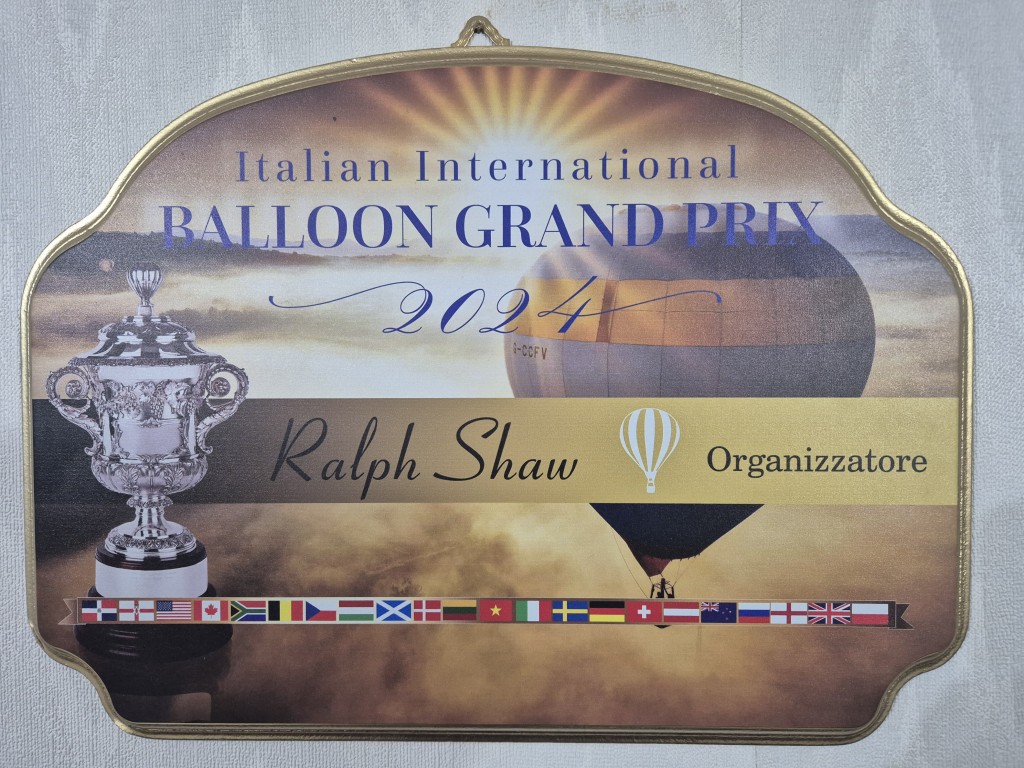 Italian International
BALLOON GRAND PRIX
2024
G-CCFV
Ralph Shaw
Organizzatore